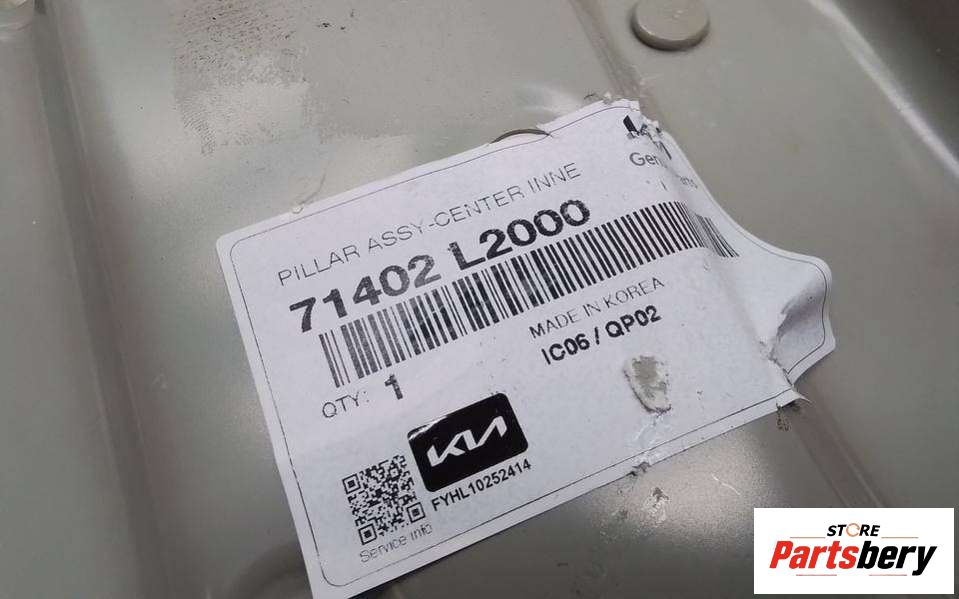 PILLAR ASSY-CENTER INNE
71402 L2000
MADE IN KOREA
IC06 / QP02
QTY: 1
KIA
FYHL10252414
Service info
STORE
Partsbery